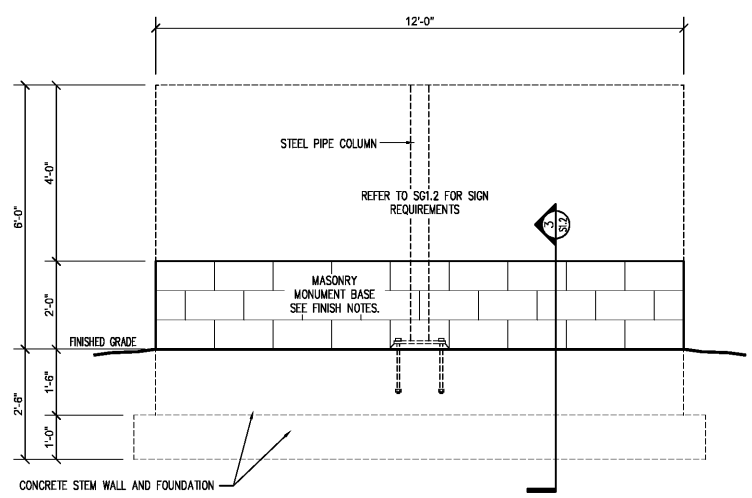 12'-0"
STEEL PIPE COLUMN
4'-0"
6'-0"
REFER TO SG1.2 FOR SIGN
REQUIREMENTS
3
S1.2
MASONRY
MONUMENT BASE
SEE FINISH NOTES.
2'-0"
FINISHED GRADE
1'-6"
2'-6"
1'-0"
CONCRETE STEM WALL AND FOUNDATION